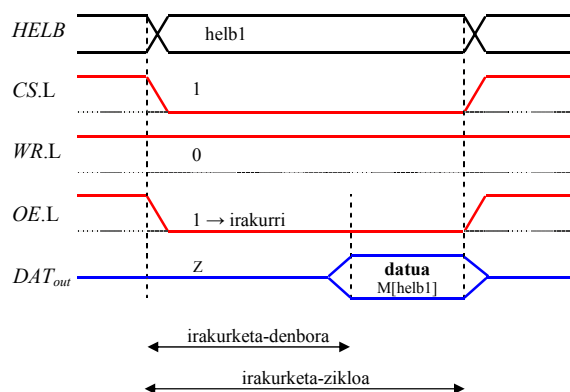 HELB helb1
CS.L 1
WR.L 0
OE.L 1 → irakurri
DATout Z datua
M[helb1]
irakurketa-denbora
irakurketa-zikloa